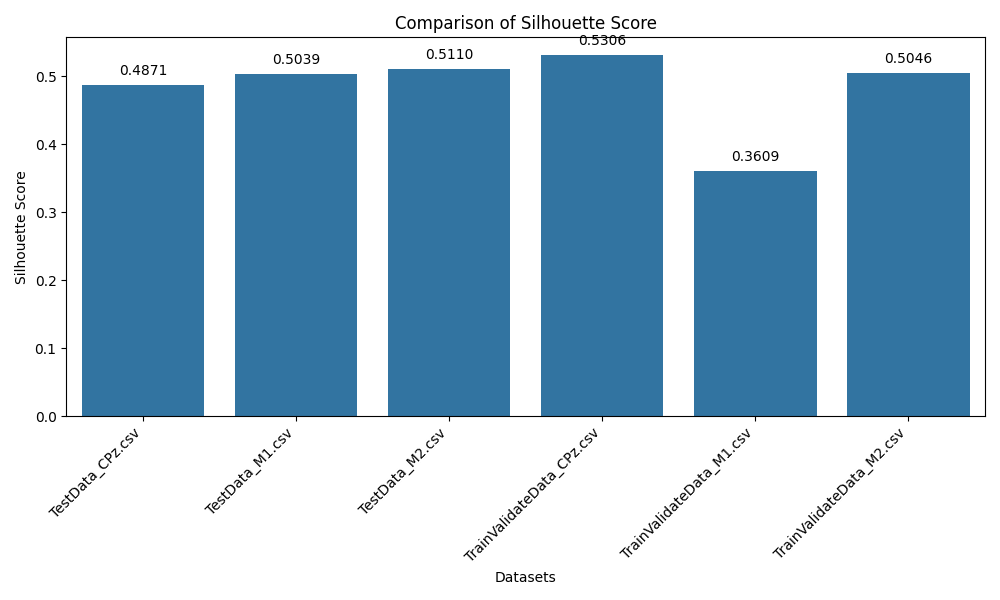 Comparison of Silhouette Score
0.4871
0.5039
0.5110
0.5306
0.3609
0.5046
Silhouette Score
0.5
0.4
0.3
0.2
0.1
0.0
TestData_CPz.csv
TestData_M1.csv
TestData_M2.csv
TrainValidateData_CPz.csv
TrainValidateData_M1.csv
TrainValidateData_M2.csv
Datasets